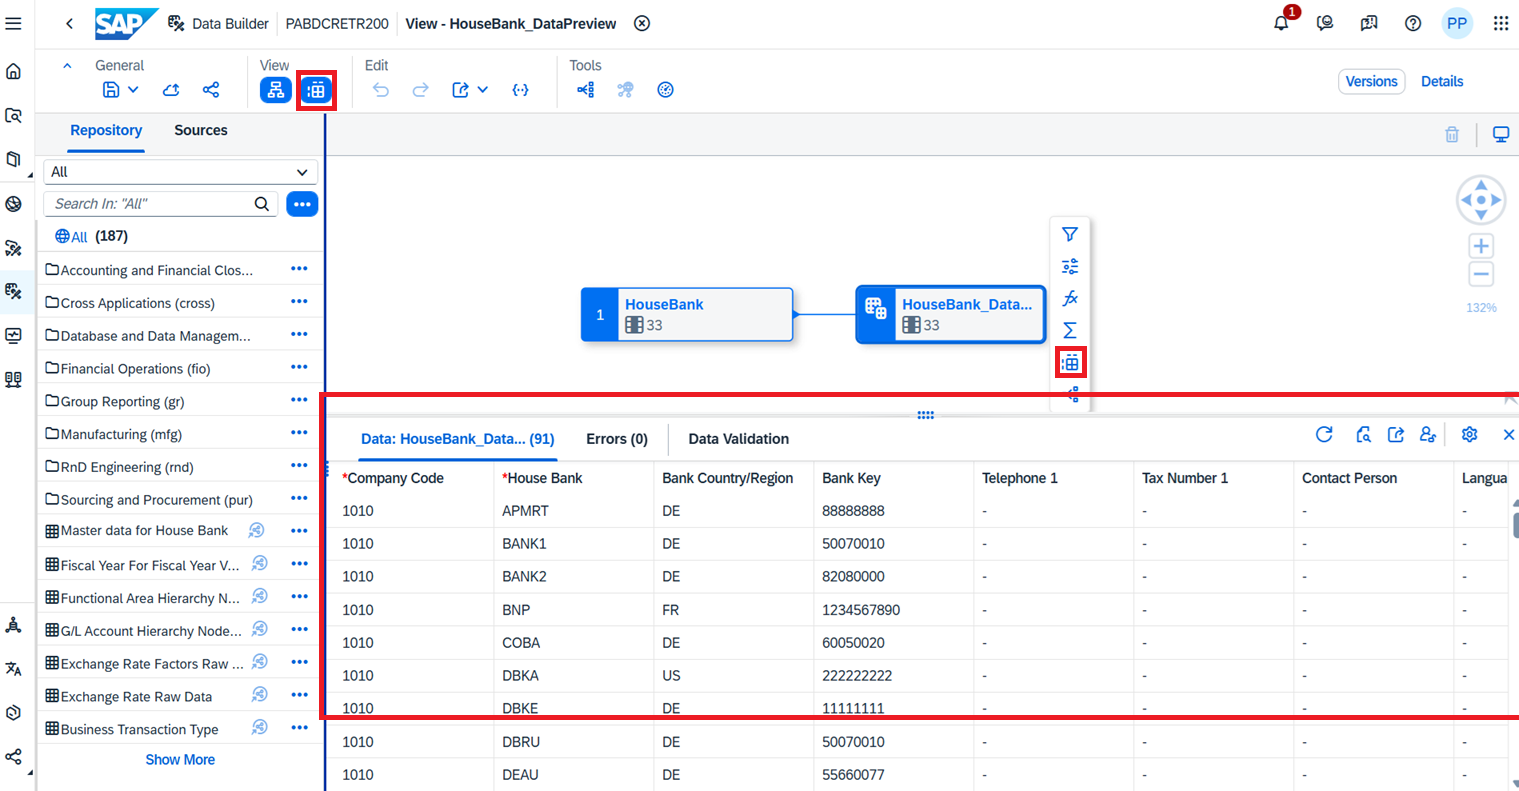 SAP Data Builder PABDCRETR200 View - HouseBank_DataPreview 1 PP
General View Edit Tools
Versions Details
Repository Sources
All
Search In: "All"
All (187)
Accounting and Financial Clos...
Cross Applications (cross)
Database and Data Managem...
Financial Operations (fio)
Group Reporting (gr)
Manufacturing (mfg)
RnD Engineering (rnd)
Sourcing and Procurement (pur)
Master data for House Bank
Fiscal Year For Fiscal Year V...
Functional Area Hierarchy N...
G/L Account Hierarchy Node...
Exchange Rate Factors Raw ...
Exchange Rate Raw Data
Business Transaction Type
Show More
1 HouseBank
33
HouseBank_Data...
33
132%
Data: HouseBank_Data... (91) Errors (0) Data Validation
*Company Code *House Bank Bank Country/Region Bank Key Telephone 1 Tax Number 1 Contact Person Langua
1010 APMRT DE 88888888 - - - -
1010 BANK1 DE 50070010 - - - -
1010 BANK2 DE 82080000 - - - -
1010 BNP FR 1234567890 - - - -
1010 COBA DE 60050020 - - - -
1010 DBKA US 222222222 - - - -
1010 DBKE DE 11111111 - - - -
1010 DBRU DE 50070010 - - - -
1010 DEAU DE 55660077 - - - -